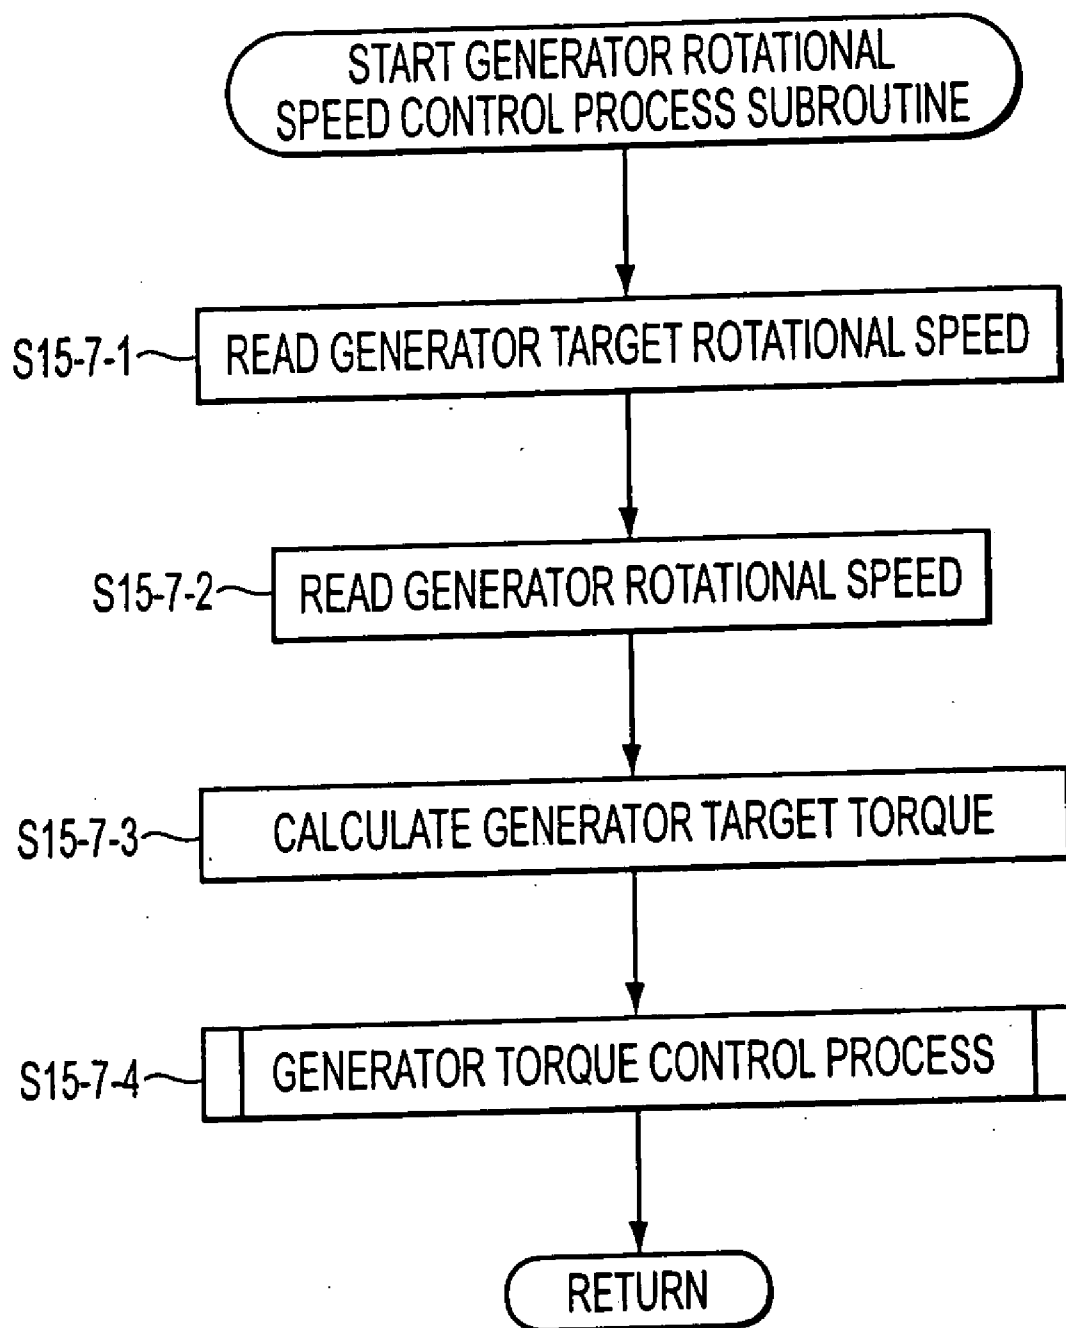 START GENERATOR ROTATIONAL
SPEED CONTROL PROCESS SUBROUTINE
S15-7-1
READ GENERATOR TARGET ROTATIONAL SPEED
S15-7-2
READ GENERATOR ROTATIONAL SPEED
S15-7-3
CALCULATE GENERATOR TARGET TORQUE
S15-7-4
GENERATOR TORQUE CONTROL PROCESS
RETURN